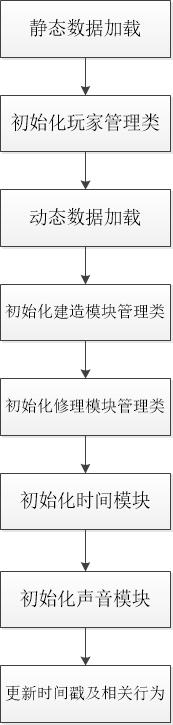 静态数据加载
初始化玩家管理类
动态数据加载
初始化建造模块管理类
初始化修理模块管理类
初始化时间模块
初始化声音模块
更新时间戳及相关行为